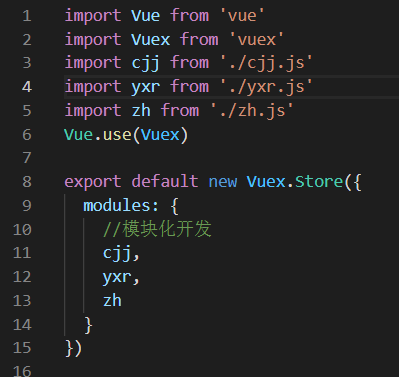 1 import Vue from 'vue'
2 import Vuex from 'vuex'
3 import cjj from './cjj.js'
4 import yxr from './yxr.js'
5 import zh from './zh.js'
6 Vue.use(Vuex)
7
8 export default new Vuex.Store({
9   modules: {
10     //模块化开发
11     cjj,
12     yxr,
13     zh
14   }
15 })
16